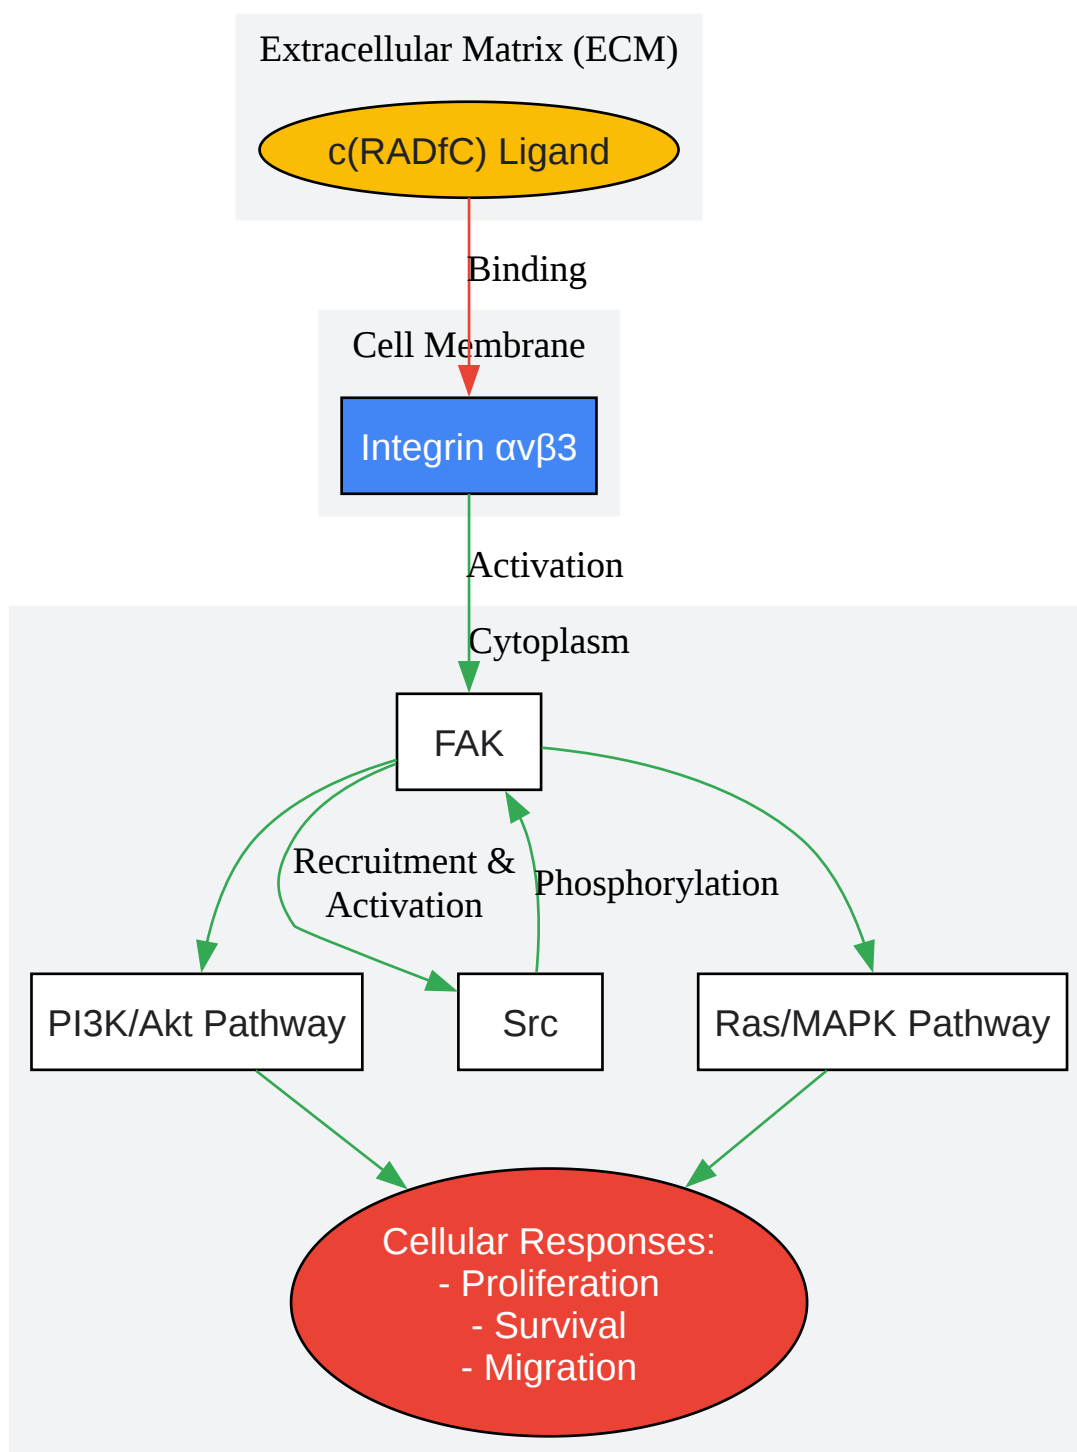 Extracellular Matrix (ECM)
c(RADfC) Ligand
Binding
Cell Membrane
Integrin αvβ3
Activation
Cytoplasm
FAK
Recruitment &
Activation
Phosphorylation
PI3K/Akt Pathway
Src
Ras/MAPK Pathway
Cellular Responses:
- Proliferation
- Survival
- Migration